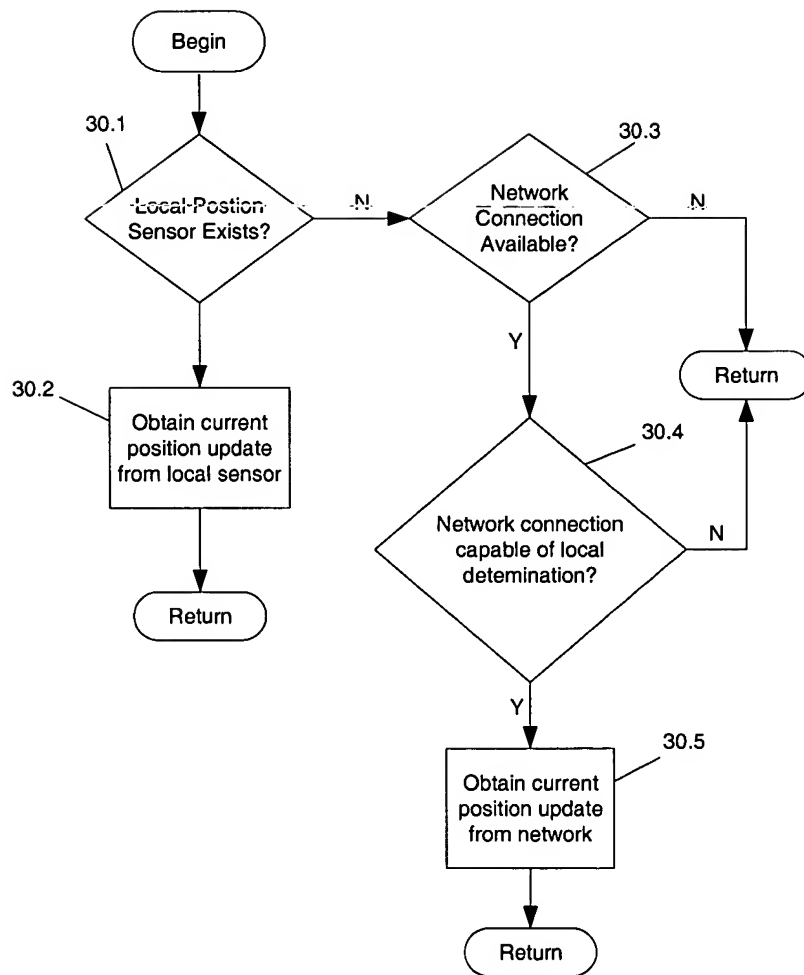 Begin
30.1
Local Postion
Sensor Exists?
N
30.3
Network
Connection
Available?
N
Y
Return
30.2
Obtain current
position update
from local sensor
30.4
Network connection
capable of local
detemination?
N
Return
Y
30.5
Obtain current
position update
from network
Return